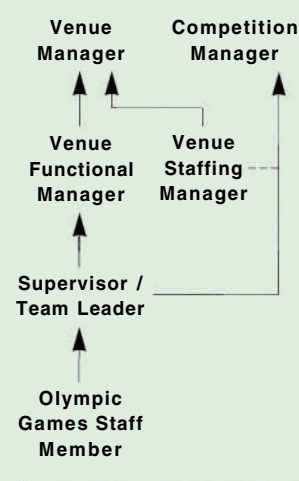 Venue
Manager
Competition
Manager
Venue
Functional
Manager
Venue
Staffing
Manager
Supervisor /
Team Leader
Olympic
Games Staff
Member